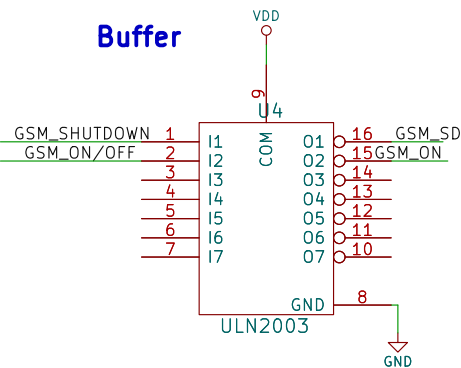 VDD
Buffer
9
U4
GSM_SHUTDOWN 1 I1 COM O1 16 GSM_SD
GSM_ON/OFF 2 I2 O2 15 GSM_ON
3 I3 O3 14
4 I4 O4 13
5 I5 O5 12
6 I6 O6 11
7 I7 O7 10
GND 8
ULN2003
GND